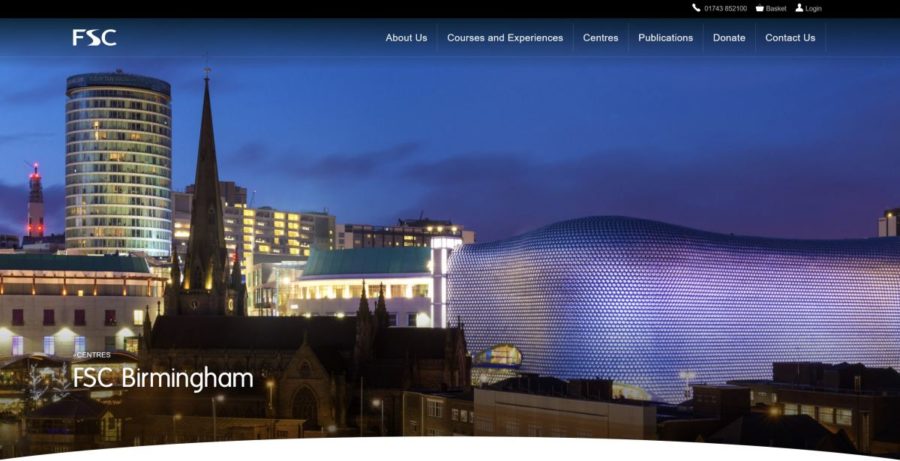 01743 852100 Basket Login
FSC
About Us Courses and Experiences Centres Publications Donate Contact Us
CENTRES
FSC Birmingham